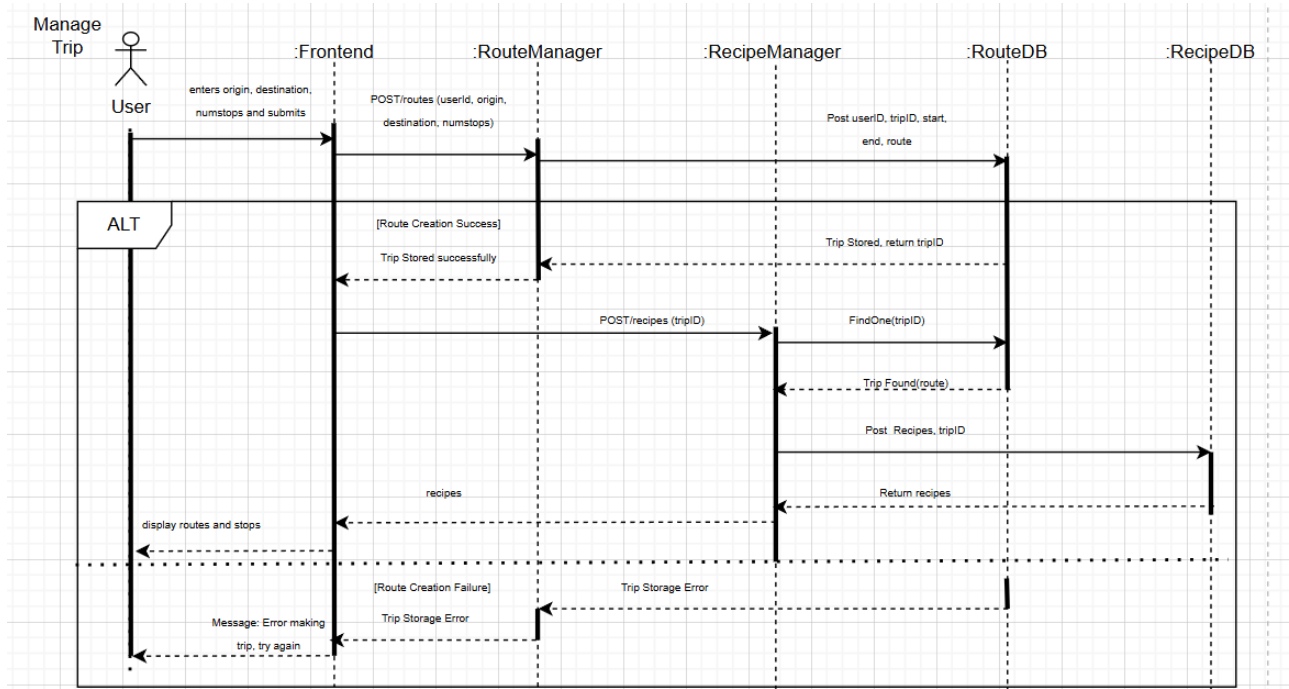 Manage
Trip
User
:Frontend
:RouteManager
:RecipeManager
:RouteDB
:RecipeDB
enters origin, destination,
numstops and submits
POST/routes (userId, origin,
destination, numstops)
Post userID, tripID, start,
end, route
ALT
[Route Creation Success]
Trip Stored, return tripID
Trip Stored successfully
POST/recipes (tripID)
FindOne(tripID)
Trip Found(route)
Post Recipes, tripID
Return recipes
recipes
display routes and stops
[Route Creation Failure]
Trip Storage Error
Trip Storage Error
Message: Error making
trip, try again